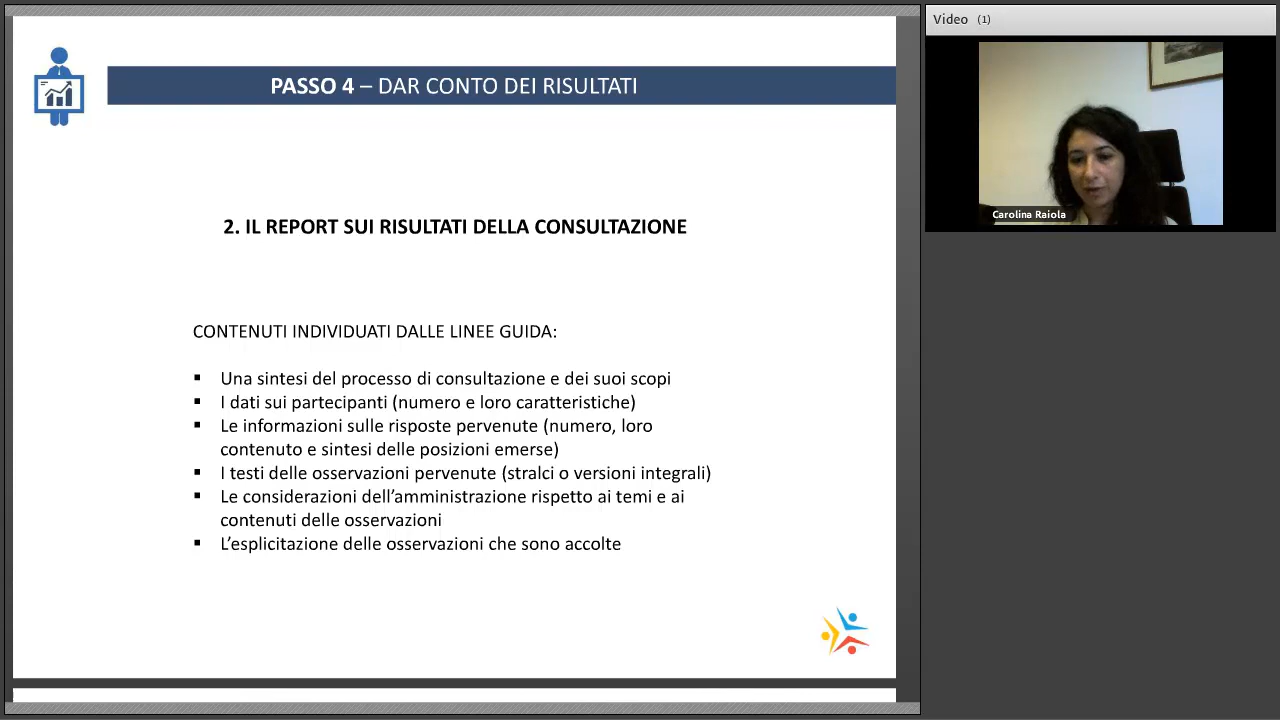 PASSO 4 – DAR CONTO DEI RISULTATI
2. IL REPORT SUI RISULTATI DELLA CONSULTAZIONE
CONTENUTI INDIVIDUATI DALLE LINEE GUIDA:
▪ Una sintesi del processo di consultazione e dei suoi scopi
▪ I dati sui partecipanti (numero e loro caratteristiche)
▪ Le informazioni sulle risposte pervenute (numero, loro
contenuto e sintesi delle posizioni emerse)
▪ I testi delle osservazioni pervenute (stralci o versioni integrali)
▪ Le considerazioni dell’amministrazione rispetto ai temi e ai
contenuti delle osservazioni
▪ L’esplicitazione delle osservazioni che sono accolte
Video (1)
Carolina Raiola